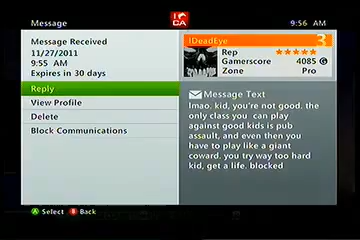 Message
I
CA
9:56 AM
Message Received
11/27/2011
9:55 AM
Expires in 30 days
Reply
View Profile
Delete
Block Communications
IDeadEye
3
Rep
Gamerscore 4085 G
Zone Pro
Message Text
lmao. kid, you're not good. the
only class you can play
against good kids is pub
assault, and even then you
have to play like a giant
coward. you try way too hard
kid, get a life. blocked
A Select B Back